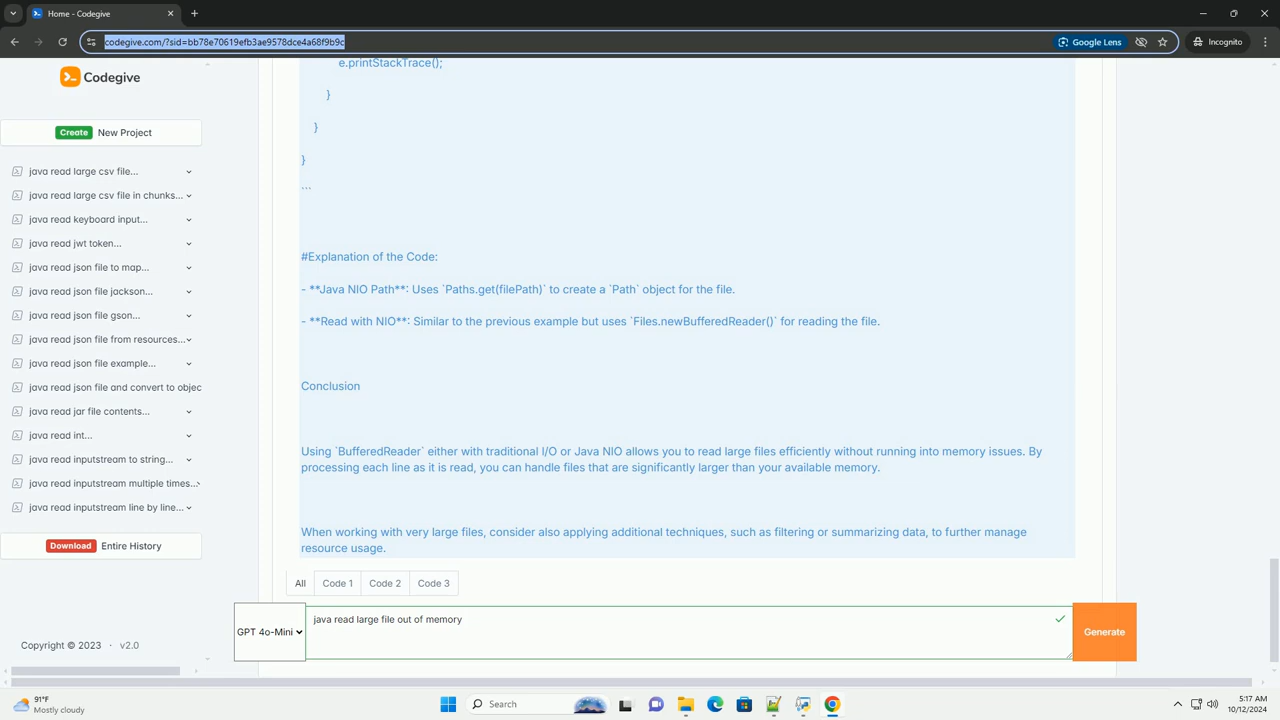 Home - Codegive
codegive.com/?sid=bb78e70619efb3ae9578dce4a68f9b9c
Google Lens
Incognito
Codegive
Create New Project
java read large csv file...
java read large csv file in chunks...
java read keyboard input...
java read jwt token...
java read json file to map...
java read json file jackson...
java read json file gson...
java read json file from resources...
java read json file example...
java read json file and convert to objec
java read jar file contents...
java read int...
java read inputstream to string...
java read inputstream multiple times...
java read inputstream line by line...
Download Entire History
Copyright © 2023 · v2.0
e.printStackTrace();
}
}
}
```
#Explanation of the Code:
- **Java NIO Path**: Uses `Paths.get(filePath)` to create a `Path` object for the file.
- **Read with NIO**: Similar to the previous example but uses `Files.newBufferedReader()` for reading the file.
Conclusion
Using `BufferedReader` either with traditional I/O or Java NIO allows you to read large files efficiently without running into memory issues. By
processing each line as it is read, you can handle files that are significantly larger than your available memory.
When working with very large files, consider also applying additional techniques, such as filtering or summarizing data, to further manage
resource usage.
All Code 1 Code 2 Code 3
GPT 4o-Mini
java read large file out of memory
Generate
91°F
Mostly cloudy
Search
5:17 AM
10/12/2024